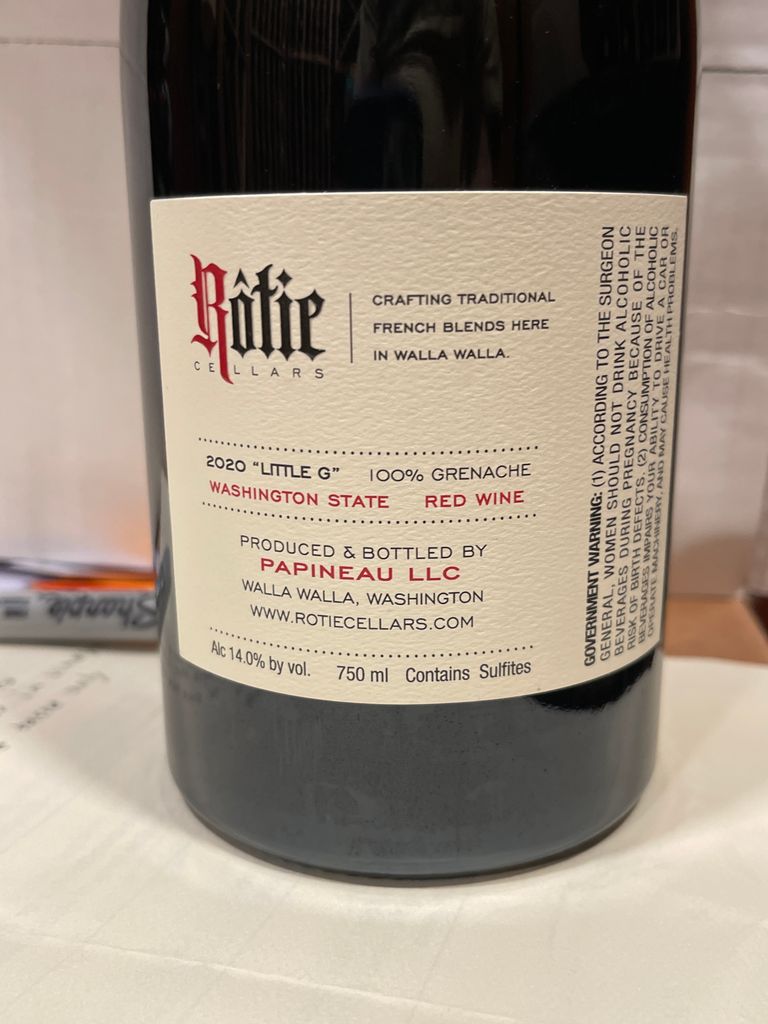 Rôtie
CELLARS
CRAFTING TRADITIONAL
FRENCH BLENDS HERE
IN WALLA WALLA.
2020 "LITTLE G" 100% GRENACHE
WASHINGTON STATE RED WINE
PRODUCED & BOTTLED BY
PAPINEAU LLC
WALLA WALLA, WASHINGTON
WWW.ROTIECELLARS.COM
Alc 14.0% by vol. 750 ml Contains Sulfites
GOVERNMENT WARNING: (1) ACCORDING TO THE SURGEON
GENERAL, WOMEN SHOULD NOT DRINK ALCOHOLIC
BEVERAGES DURING PREGNANCY BECAUSE OF THE
RISK OF BIRTH DEFECTS. (2) CONSUMPTION OF ALCOHOLIC
BEVERAGES IMPAIRS YOUR ABILITY TO DRIVE A CAR OR
OPERATE MACHINERY, AND MAY CAUSE HEALTH PROBLEMS.
Sharpie